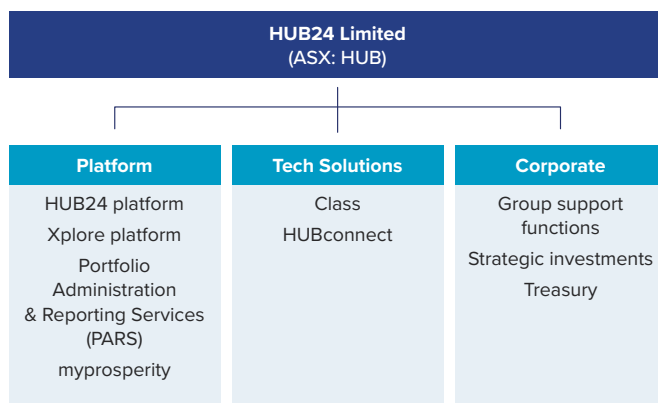 HUB24 Limited
(ASX: HUB)
Platform
HUB24 platform
Xplore platform
Portfolio
Administration
& Reporting Services
(PARS)
myprosperity
Tech Solutions
Class
HUBconnect
Corporate
Group support
functions
Strategic investments
Treasury